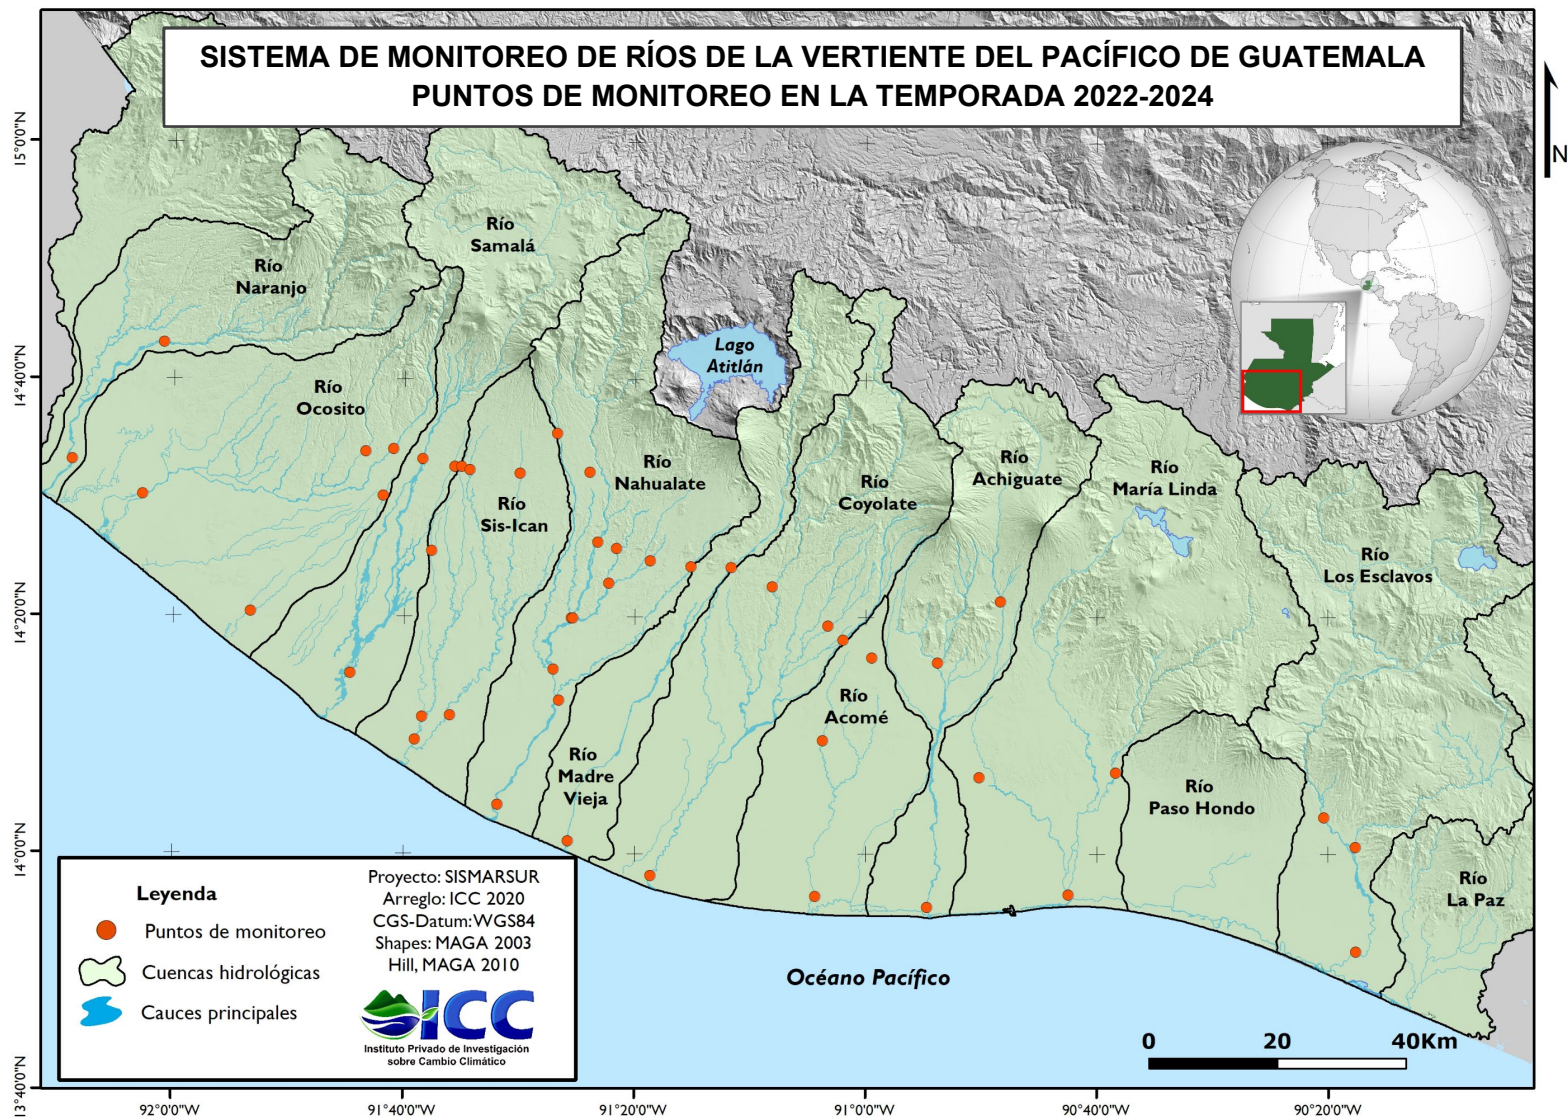 SISTEMA DE MONITOREO DE RÍOS DE LA VERTIENTE DEL PACÍFICO DE GUATEMALA
PUNTOS DE MONITOREO EN LA TEMPORADA 2022-2024
N
15°0'0"N
14°40'0"N
14°20'0"N
14°0'0"N
13°40'0"N
Río
Samalá
Río
Naranjo
Río
Ocosito
Lago
Atitlán
Río
Nahualate
Río
Sis-Ican
Río
Coyolate
Río
Achiguate
Río
María Linda
Río
Los Esclavos
Río
Acomé
Río
Madre
Vieja
Río
Paso Hondo
Río
La Paz
Océano Pacífico
Leyenda
Puntos de monitoreo
Cuencas hidrológicas
Cauces principales
Proyecto: SISMARSUR
Arreglo: ICC 2020
CGS-Datum:WGS84
Shapes: MAGA 2003
Hill, MAGA 2010
ICC
Instituto Privado de Investigación
sobre Cambio Climático
0 20 40Km
92°0'0"W 91°40'0"W 91°20'0"W 91°0'0"W 90°40'0"W 90°20'0"W